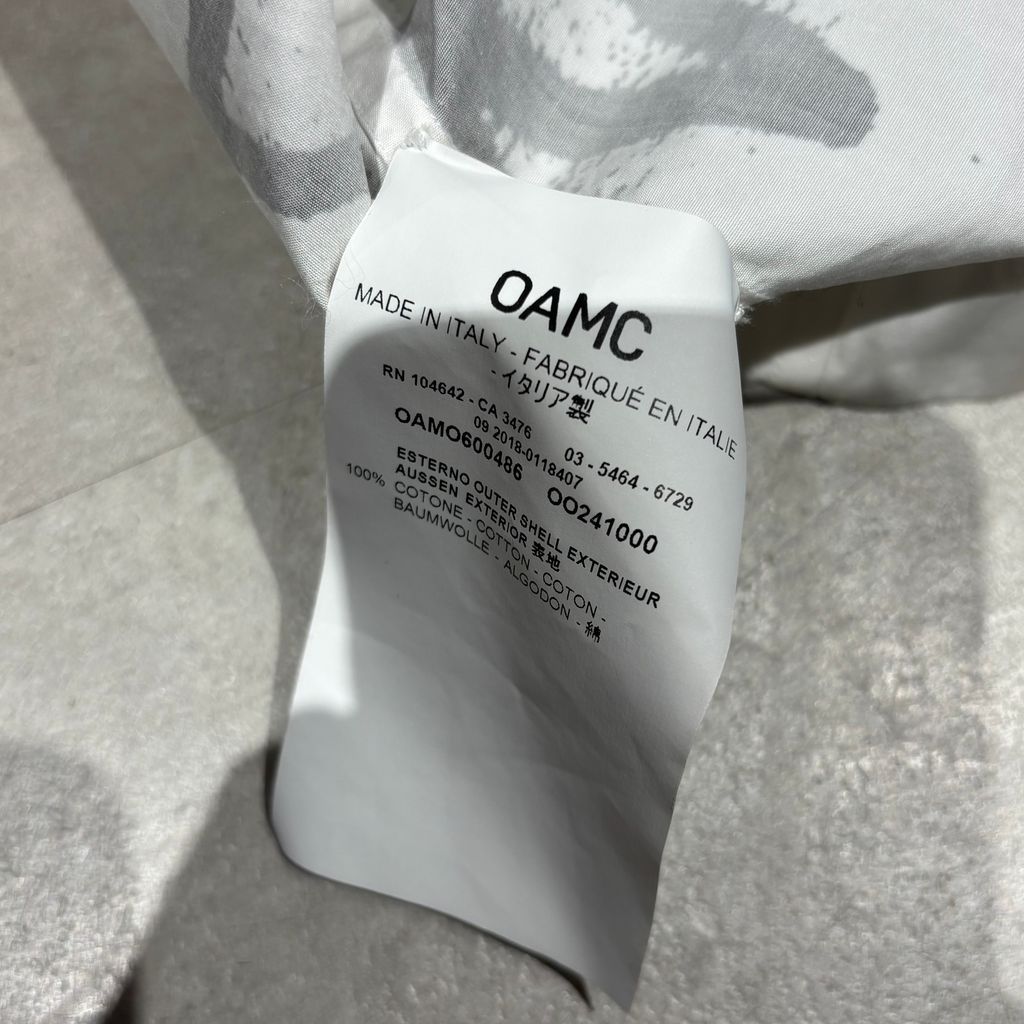 OAMC
MADE IN ITALY - FABRIQUÉ EN ITALIE
- イタリア製
RN 104642 - CA 3476 03 - 5464 - 6729
09 2018-0118407
OAMO600486 OO241000
ESTERNO OUTER SHELL EXTERIEUR
AUSSEN EXTERIOR 表地
100% COTONE - COTTON - COTON -
BAUMWOLLE - ALGODON - 綿